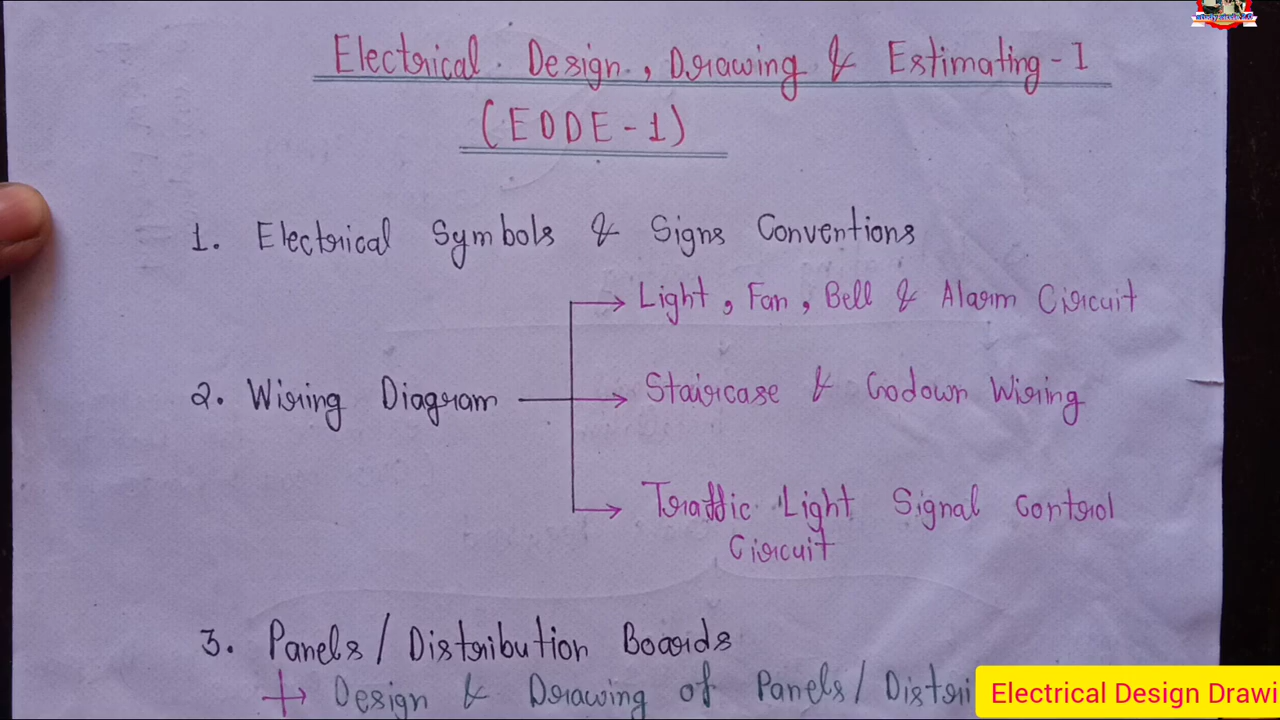 Electrical Design, Drawing & Estimating-I
(EDDE-1)
1. Electrical Symbols & Signs Conventions
Light, Fan, Bell & Alarm Circuit
2. Wiring Diagram
Staircase & Godown Wiring
Traffic Light Signal Control
Circuit
3. Panels/Distribution Boards
Design & Drawing of Panels/Distri
Electrical Design Drawi